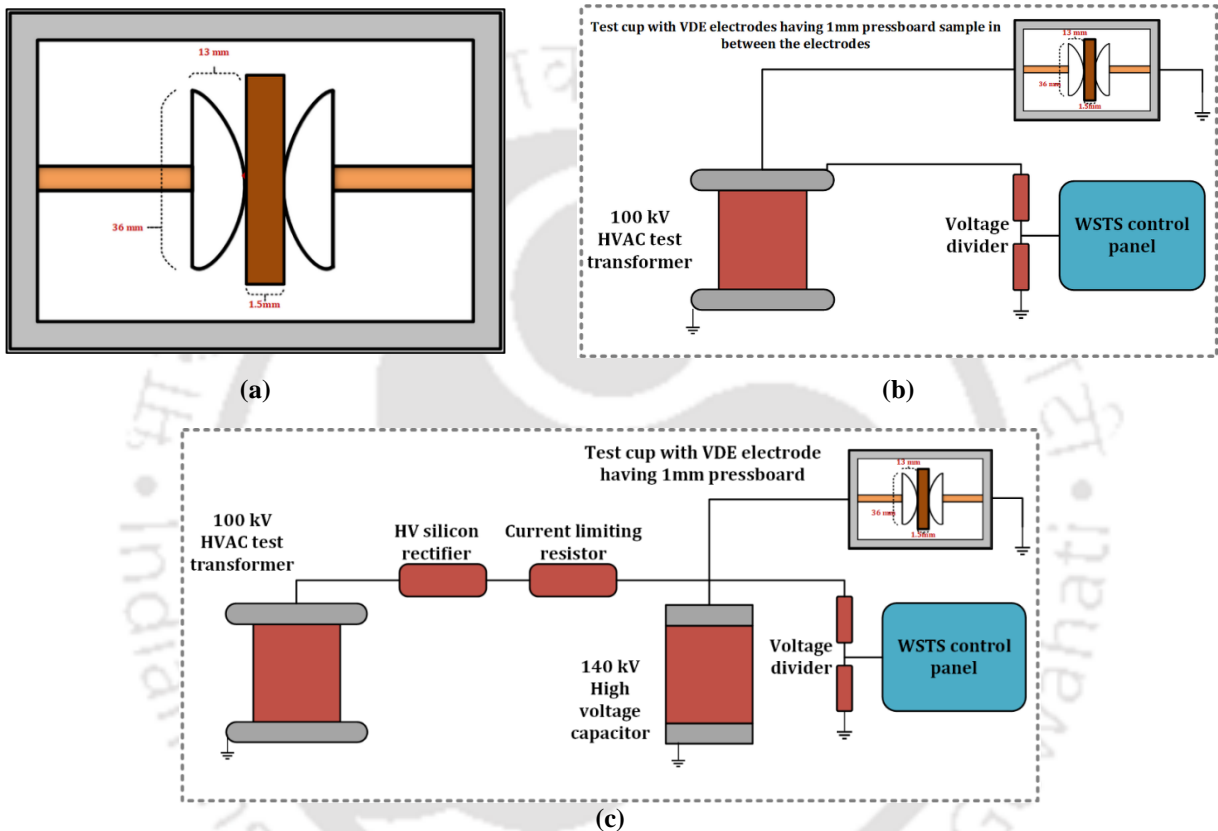 13 mm
36 mm
1.5mm
(a)
Test cup with VDE electrodes having 1mm pressboard sample in
between the electrodes
13 mm
36 mm
1.5mm
100 kV
HVAC test
transformer
Voltage
divider
WSTS control
panel
(b)
Test cup with VDE electrode
having 1mm pressboard
13 mm
36 mm
1.5mm
100 kV
HVAC test
transformer
HV silicon
rectifier
Current limiting
resistor
140 kV
High
voltage
capacitor
Voltage
divider
WSTS control
panel
(c)